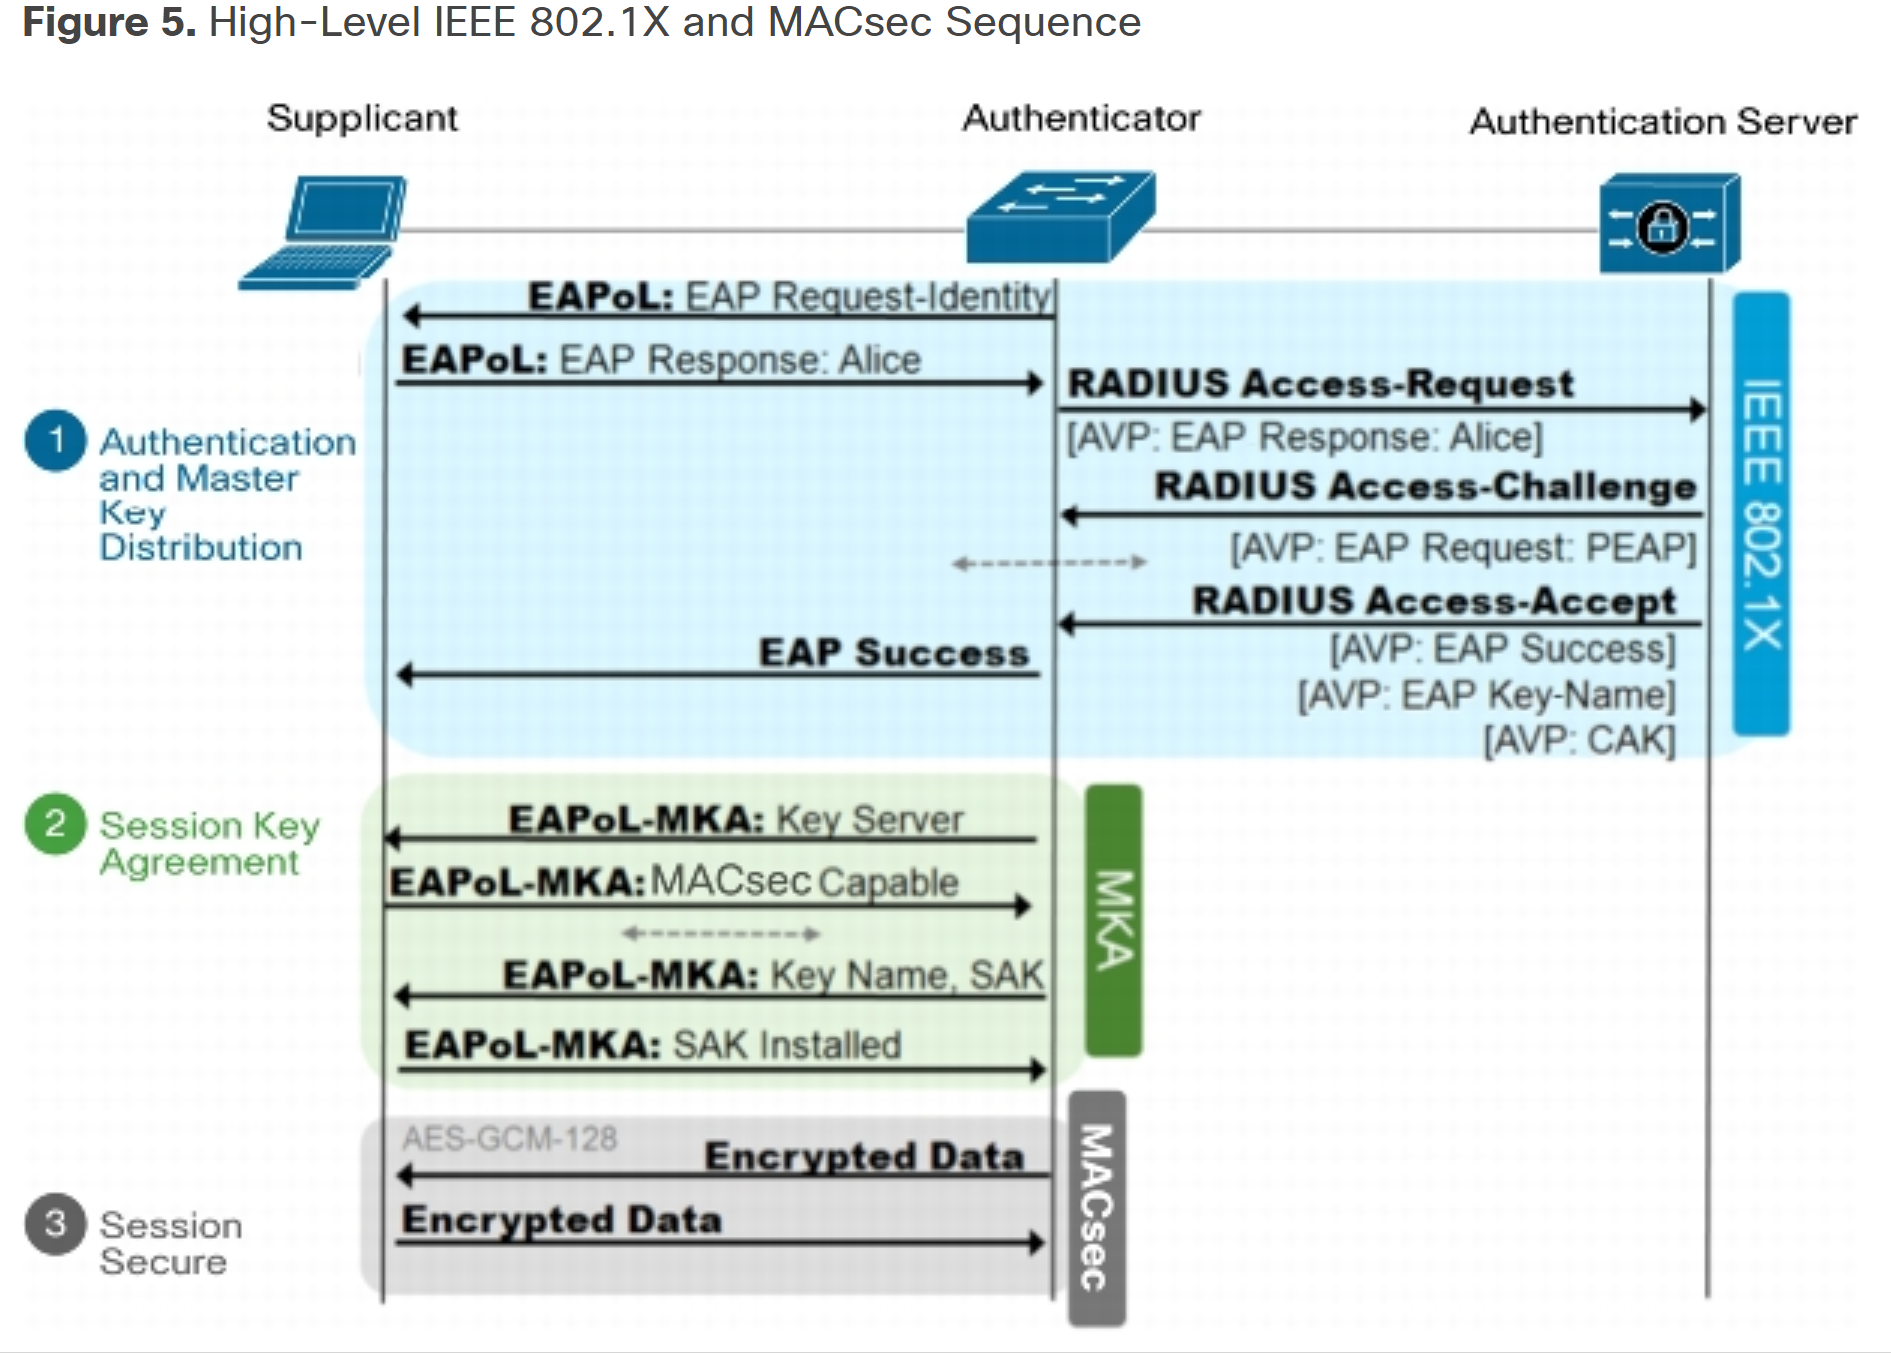 Figure 5. High-Level IEEE 802.1X and MACsec Sequence
Supplicant
Authenticator
Authentication Server
EAPoL: EAP Request-Identity
EAPoL: EAP Response: Alice
RADIUS Access-Request
[AVP: EAP Response: Alice]
RADIUS Access-Challenge
[AVP: EAP Request: PEAP]
RADIUS Access-Accept
[AVP: EAP Success]
[AVP: EAP Key-Name]
[AVP: CAK]
EAP Success
IEEE 802.1X
1
Authentication
and Master
Key
Distribution
2
Session Key
Agreement
EAPoL-MKA: Key Server
EAPoL-MKA: MACsec Capable
EAPoL-MKA: Key Name, SAK
EAPoL-MKA: SAK Installed
MKA
3
Session
Secure
AES-GCM-128
Encrypted Data
Encrypted Data
MACsec